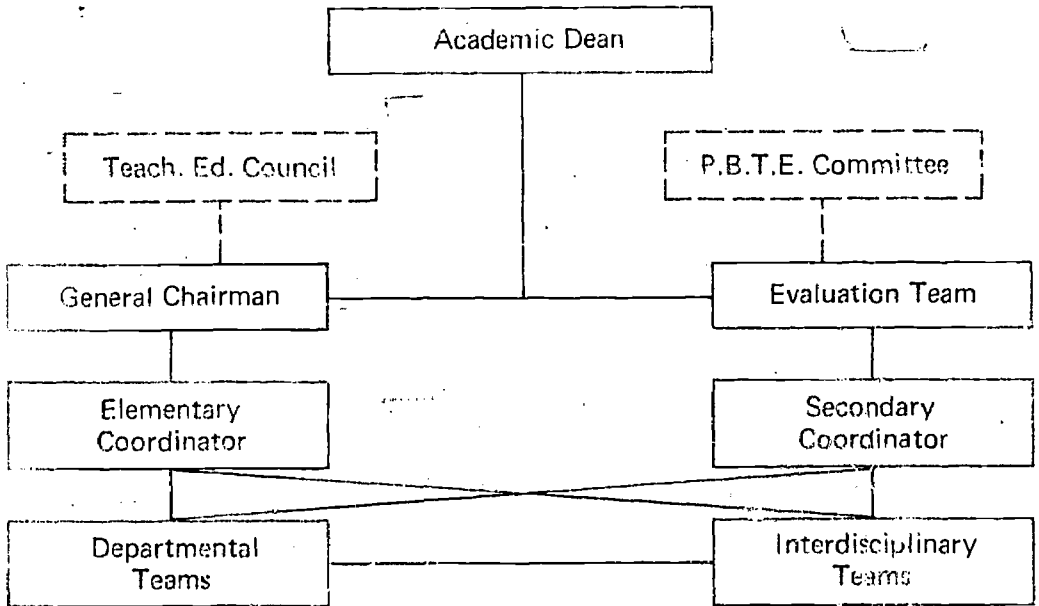 Academic Dean
Teach. Ed. Council
P.B.T.E. Committee
General Chairman
Evaluation Team
Elementary
Coordinator
Secondary
Coordinator
Departmental
Teams
Interdisciplinary
Teams